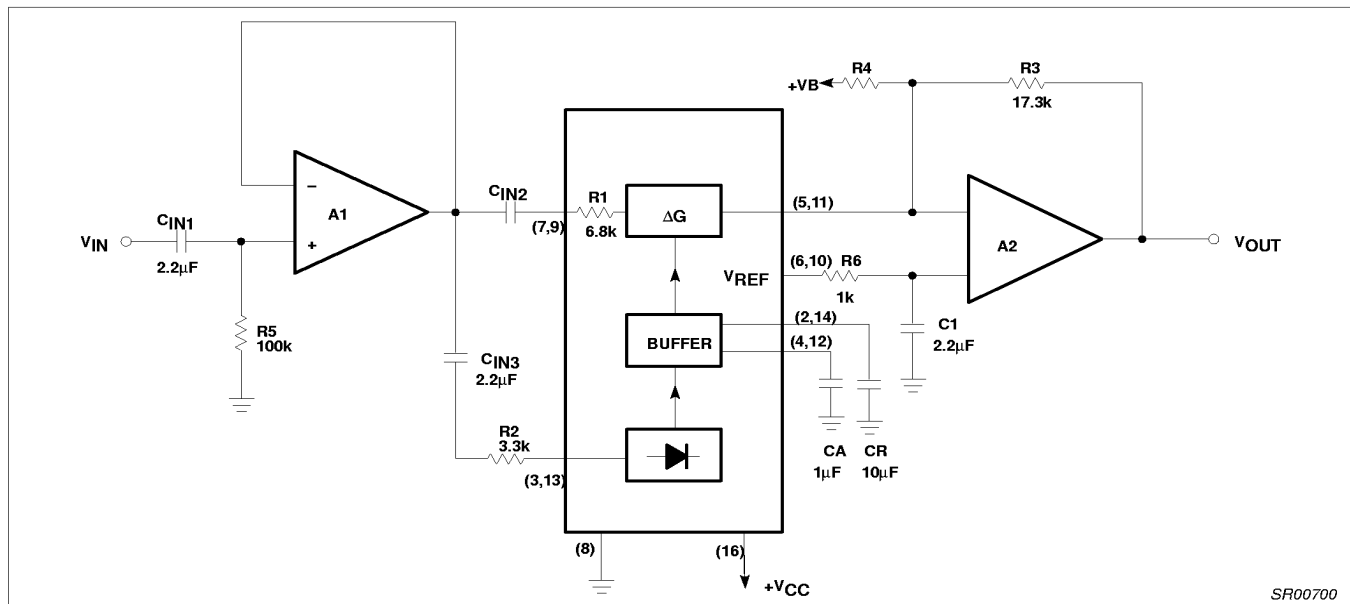 R4
R3
+VB
17.3k
–
A1
+
CIN1
VIN
2.2µF
R5
100k
CIN2
(7,9)
R1
6.8k
ΔG
(5,11)
A2
VOUT
VREF
(6,10)
R6
1k
C1
2.2µF
(2,14)
(4,12)
BUFFER
CIN3
2.2µF
R2
3.3k
(3,13)
CA
1µF
CR
10µF
(8)
(16)
+VCC
SR00700